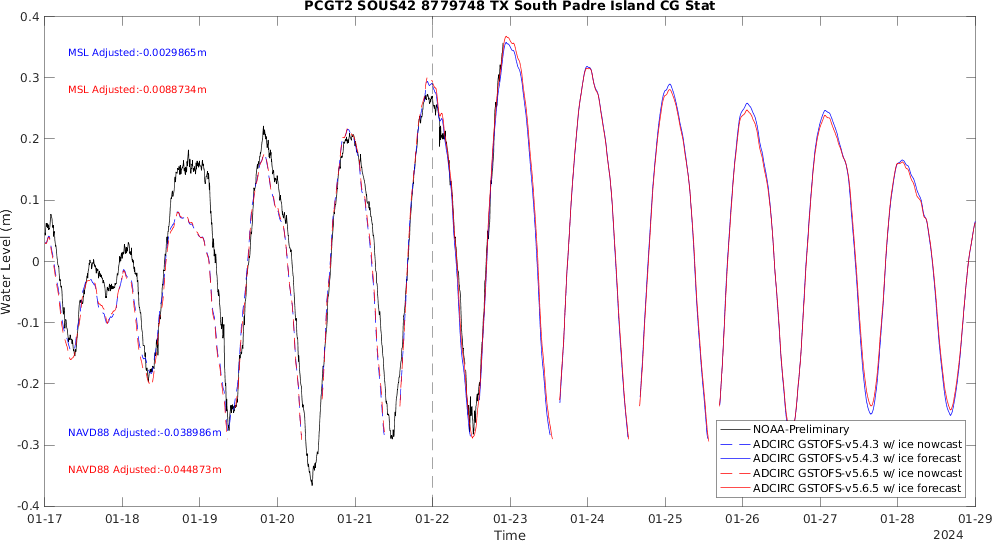 PCGT2 SOUS42 8779748 TX South Padre Island CG Stat
MSL Adjusted:-0.0029865m
MSL Adjusted:-0.0088734m
NAVD88 Adjusted:-0.038986m
NAVD88 Adjusted:-0.044873m
Water Level (m)
0.4
0.3
0.2
0.1
0
-0.1
-0.2
-0.3
-0.4
NOAA-Preliminary
ADCIRC GSTOFS-v5.4.3 w/ ice nowcast
ADCIRC GSTOFS-v5.4.3 w/ ice forecast
ADCIRC GSTOFS-v5.6.5 w/ ice nowcast
ADCIRC GSTOFS-v5.6.5 w/ ice forecast
01-17 01-18 01-19 01-20 01-21 01-22 01-23 01-24 01-25 01-26 01-27 01-28 01-29
Time
2024